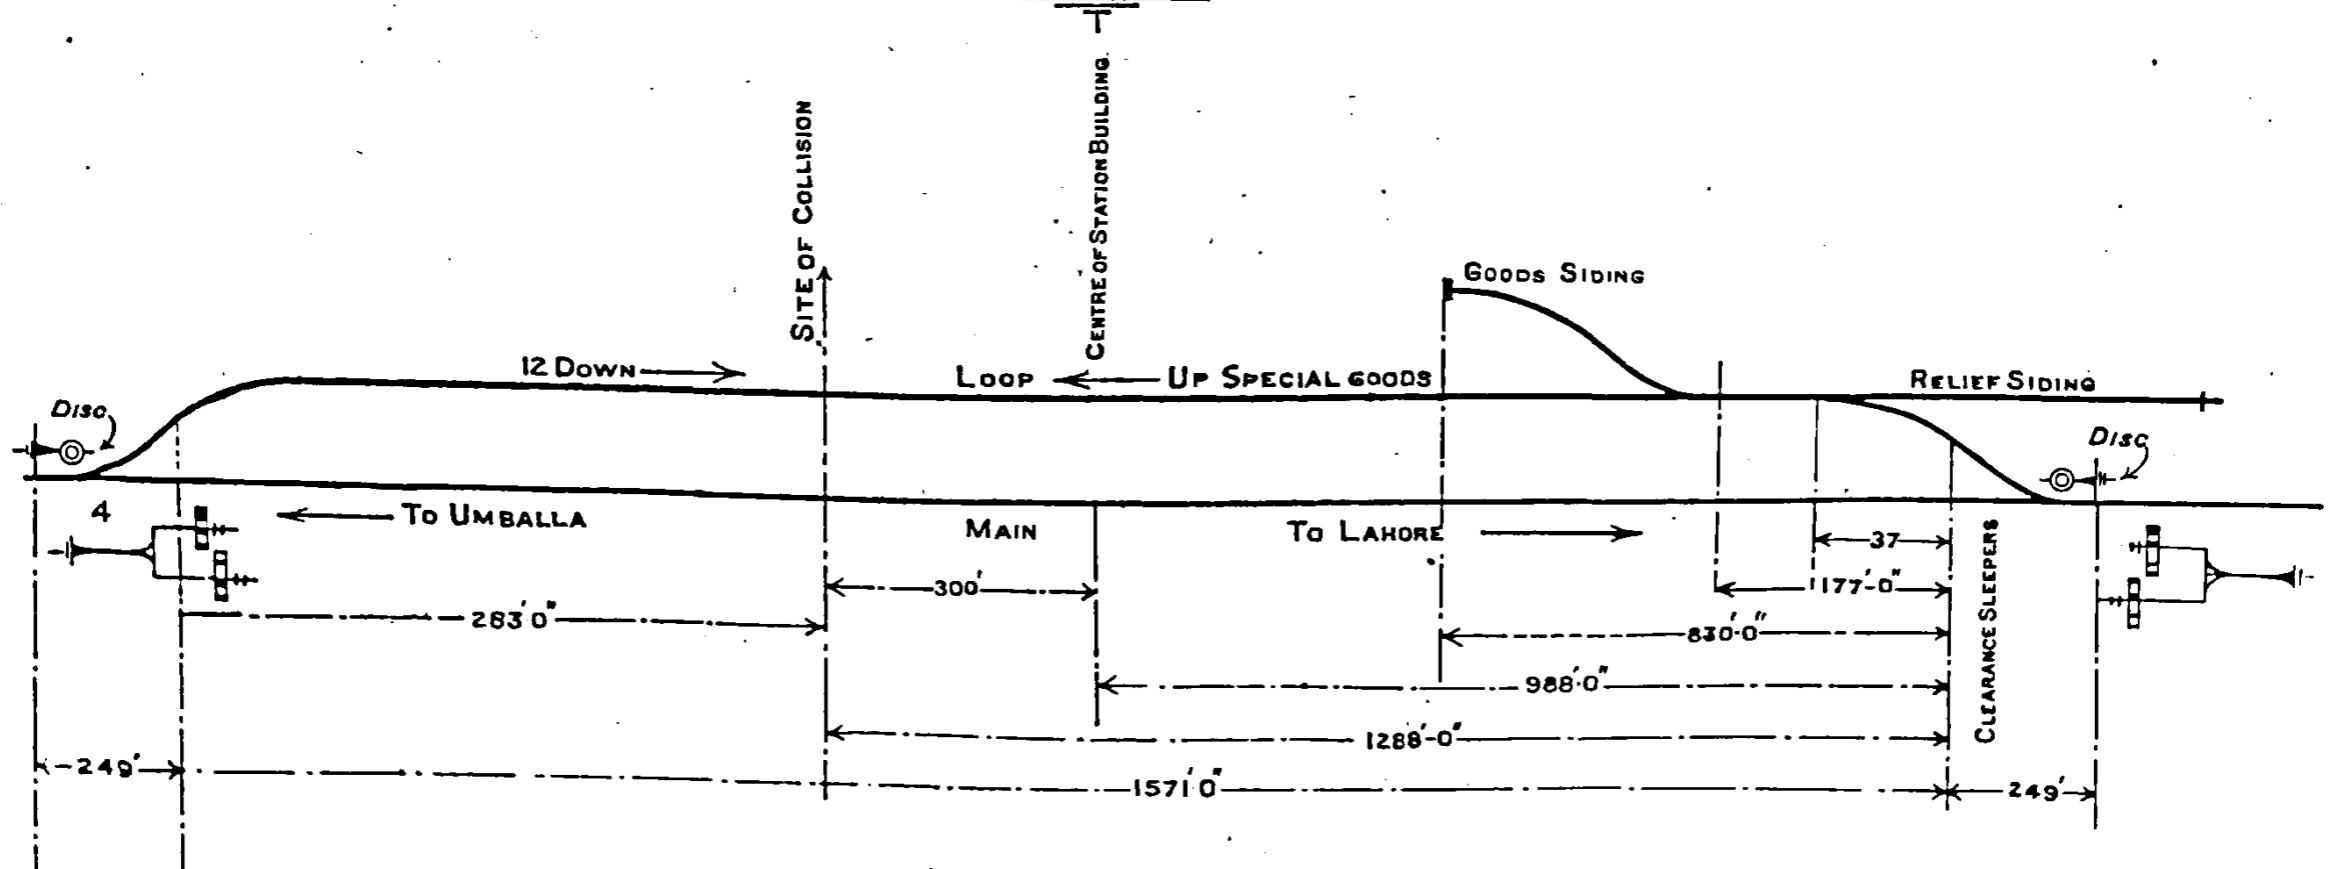 SITE OF COLLISION
CENTRE OF STATION BUILDING.
GOODS SIDING
12 DOWN
LOOP
UP SPECIAL GOODS
RELIEF SIDING
DISC
DISC
4
TO UMBALLA
MAIN
TO LAHORE
CLEARANCE SLEEPERS
37
300'
177'-0"
283'0"
830'-0"
988'-0"
1288'-0"
249'
1571'0"
249'